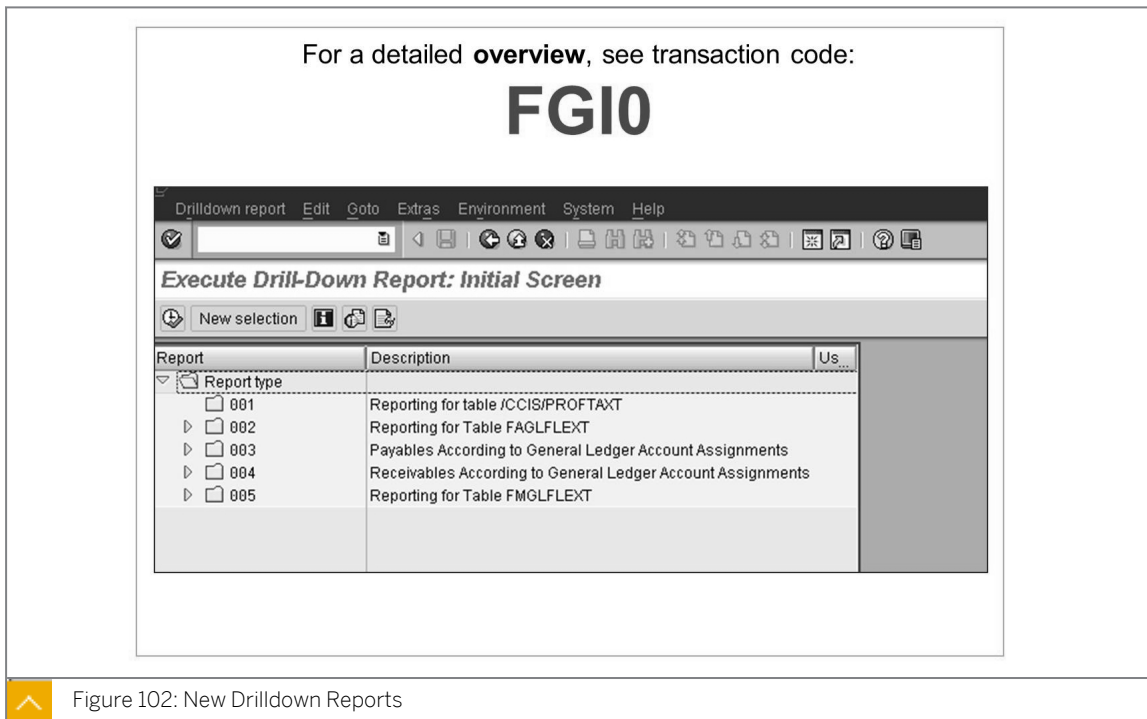 For a detailed overview, see transaction code:
FGI0
Drilldown report Edit Goto Extras Environment System Help
Execute Drill-Down Report: Initial Screen
New selection
Report Description Us...
Report type
001 Reporting for table /CCIS/PROFTAXT
002 Reporting for Table FAGLFLEXT
003 Payables According to General Ledger Account Assignments
004 Receivables According to General Ledger Account Assignments
005 Reporting for Table FMGLFLEXT
Figure 102: New Drilldown Reports